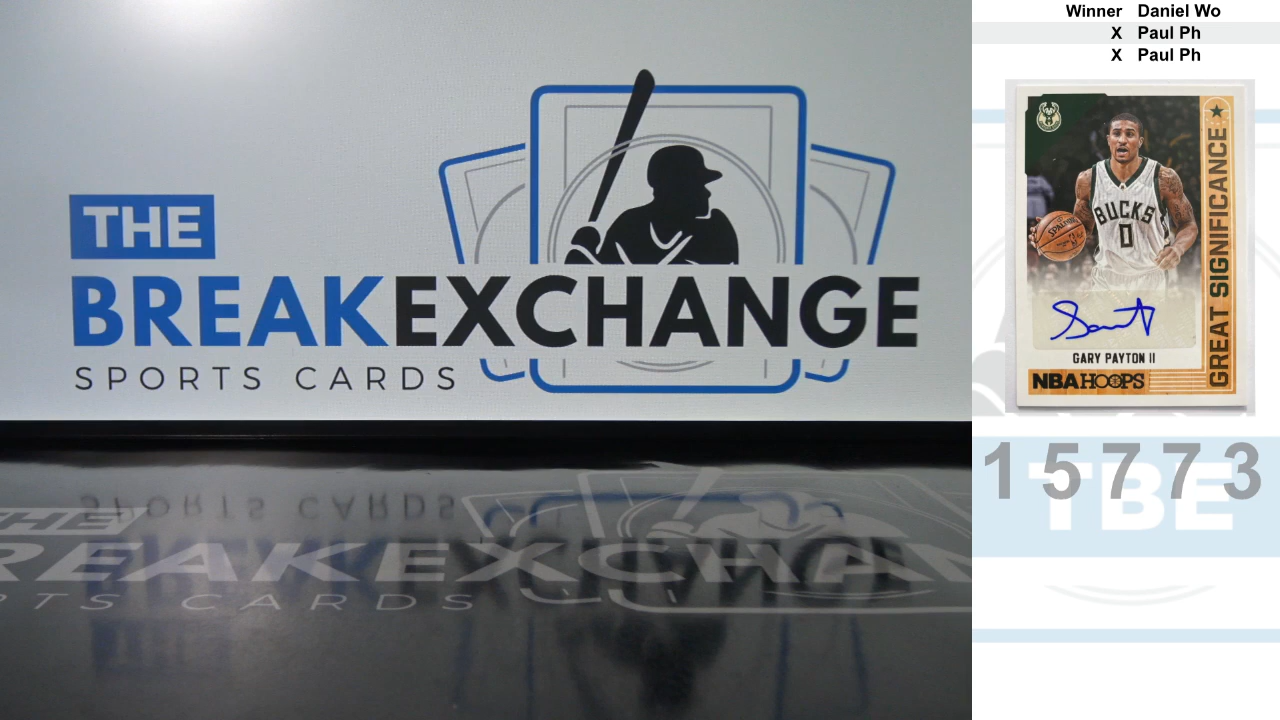 THE
BREAKEXCHANGE
SPORTS CARDS
Winner Daniel Wo
X Paul Ph
X Paul Ph
BUCKS
0
SPALDING
GREAT SIGNIFICANCE
GARY PAYTON II
NBA HOOPS
15773
TBE